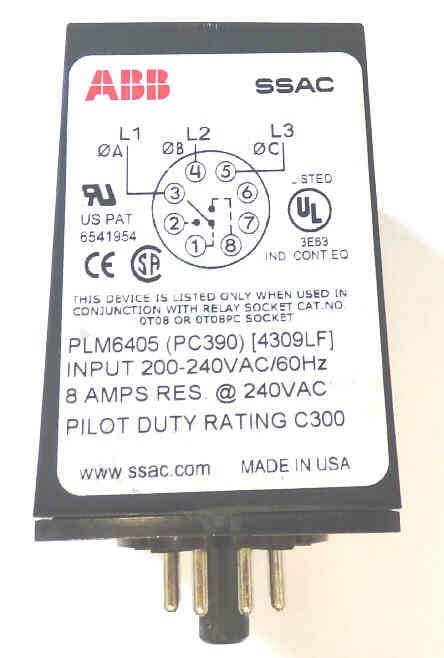 ABB SSAC
L1 L2 L3
ØA ØB ØC
4 5
3 6
2 7
1 8
RU
US PAT
6541954
CE SA
LISTED
UL
3E63
IND. CONT. EQ
THIS DEVICE IS LISTED ONLY WHEN USED IN
CONJUNCTION WITH RELAY SOCKET CAT.NO.
OT08 OR OT08PC SOCKET
PLM6405 (PC390) [4309LF]
INPUT 200-240VAC/60Hz
8 AMPS RES. @ 240VAC
PILOT DUTY RATING C300
www.ssac.com MADE IN USA